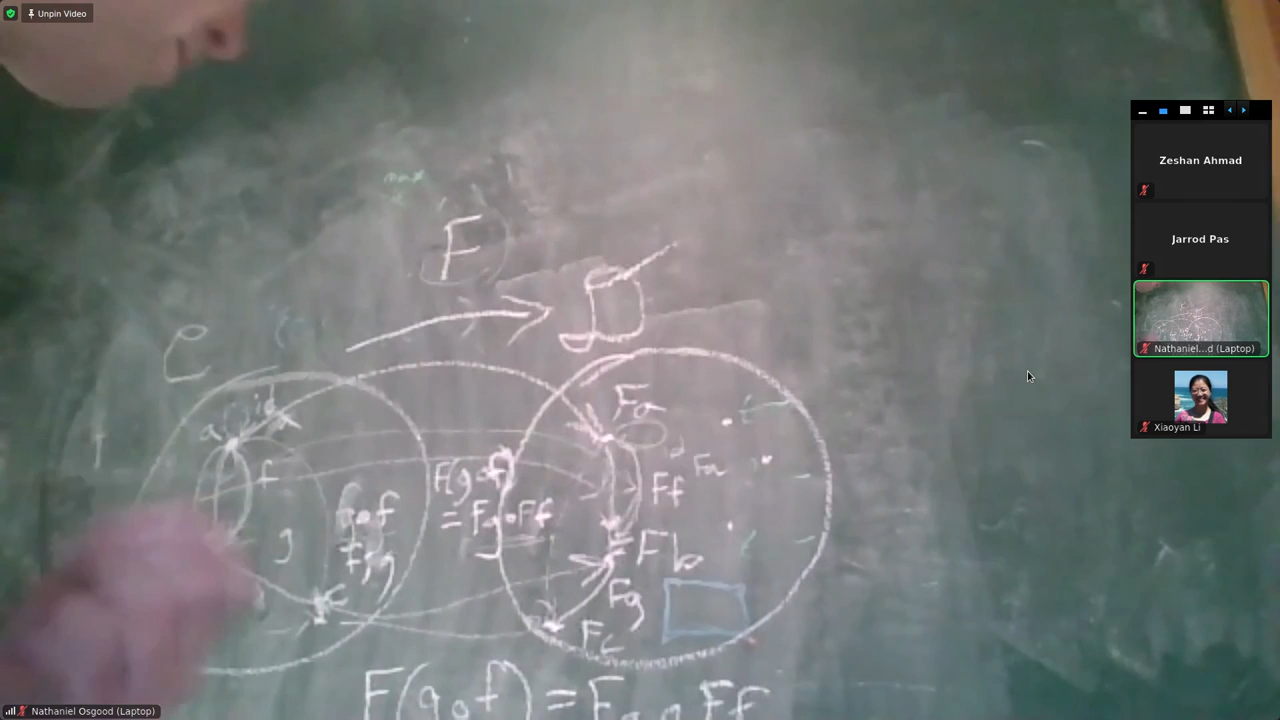 Unpin Video
Zeshan Ahmad
Jarrod Pas
Nathaniel...d (Laptop)
Xiaoyan Li
max
F
C
D
a
id
f
g
g∘f
c
F(g∘f)
= Fg∘Ff
Fa
Ff
Fb
Fg
Fc
F(g∘f) = Fg∘Ff
Nathaniel Osgood (Laptop)